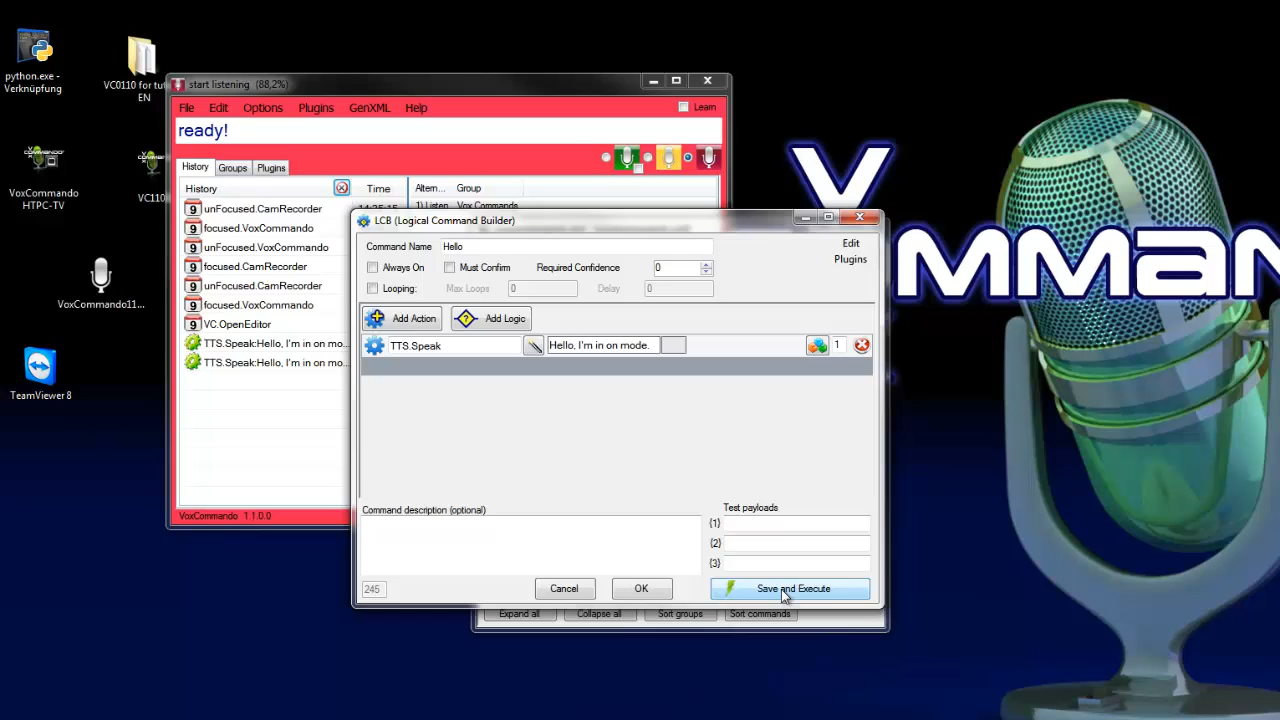 python.exe -
Verknüpfung
VC0110 for tut
EN
VoxCommando
HTPC-TV
VC110
VoxCommando11...
TeamViewer 8
start listening (88,2%)
File Edit Options Plugins GenXML Help
Learn
ready!
History Groups Plugins
History Time Altern... Group
1) Listen Vox Commands
unFocused.CamRecorder
focused.VoxCommando
unFocused.VoxCommando
focused.CamRecorder
unFocused.CamRecorder
focused.VoxCommando
VC.OpenEditor
TTS.Speak:Hello, I'm in on mo...
TTS.Speak:Hello, I'm in on mo...
VoxCommando 1.1.0.0
LCB (Logical Command Builder)
Command Name Hello
Edit
Plugins
Always On Must Confirm Required Confidence 0
Looping: Max Loops 0 Delay 0
Add Action Add Logic
TTS.Speak Hello, I'm in on mode. 1
Command description (optional)
Test payloads
{1}
{2}
{3}
245 Cancel OK Save and Execute
Expand all Collapse all Sort groups Sort commands
V
MMan